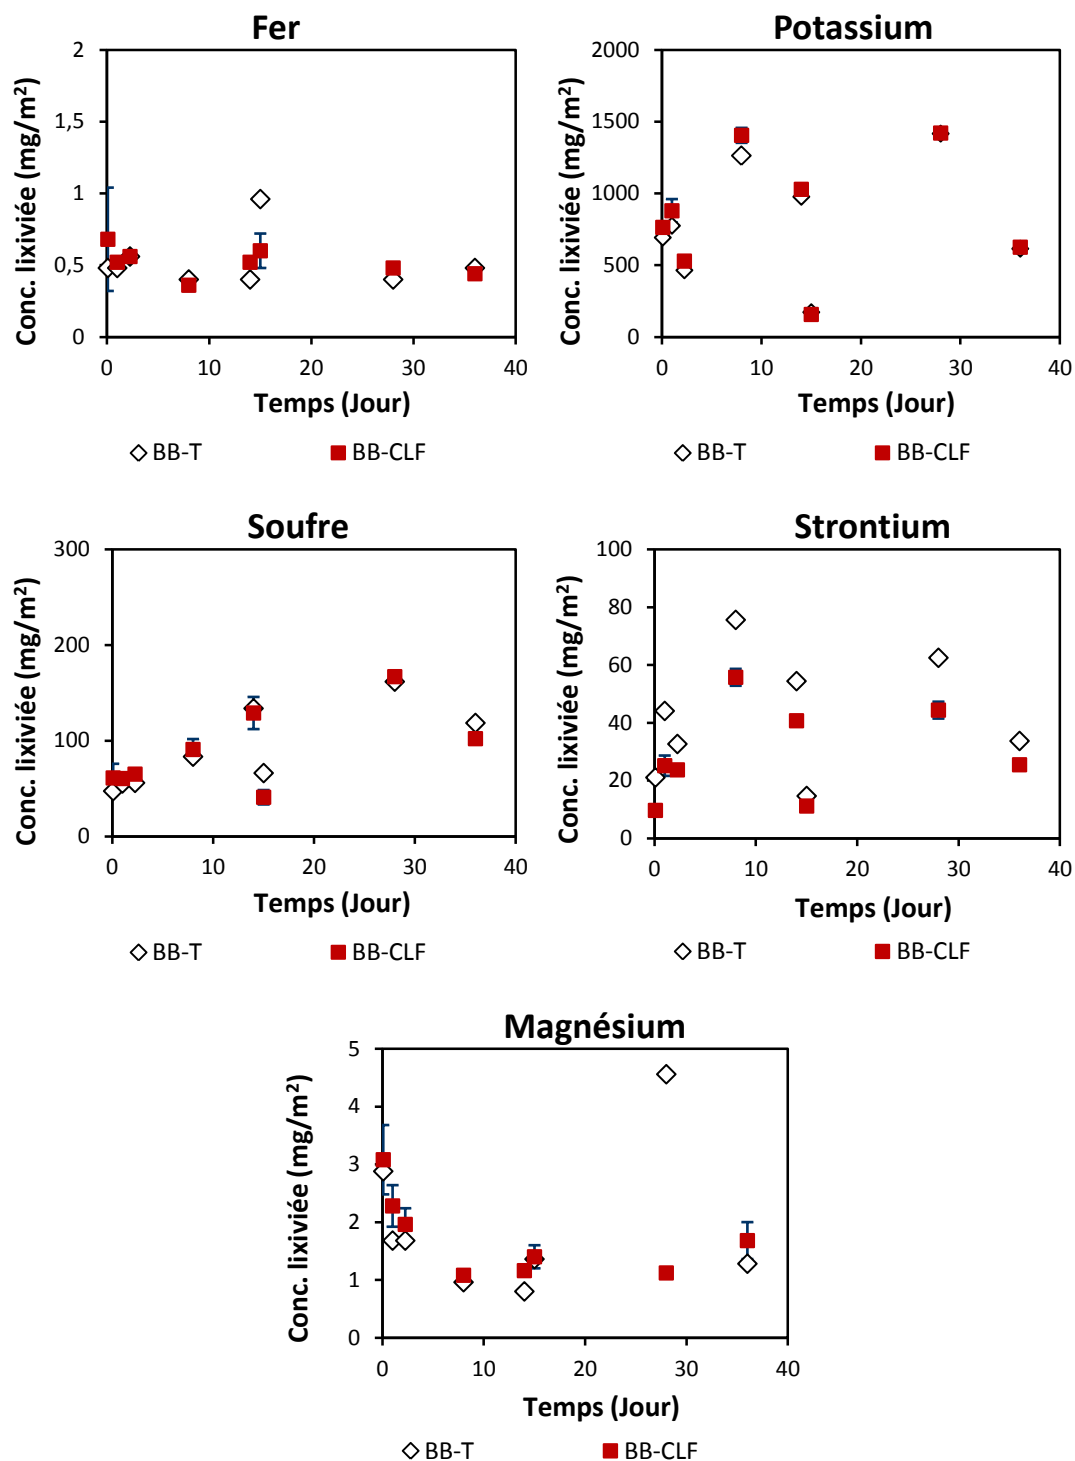 Fer
Conc. lixiviée (mg/m²)
2
1,5
1
0,5
0
0 10 20 30 40
Temps (Jour)
BB-T BB-CLF
Potassium
Conc. lixiviée (mg/m²)
2000
1500
1000
500
0
0 10 20 30 40
Temps (Jour)
BB-T BB-CLF
Soufre
Conc. lixiviée (mg/m²)
300
200
100
0
0 10 20 30 40
Temps (Jour)
BB-T BB-CLF
Strontium
Conc. lixiviée (mg/m²)
100
80
60
40
20
0
0 10 20 30 40
Temps (Jour)
BB-T BB-CLF
Magnésium
Conc. lixiviée (mg/m²)
5
4
3
2
1
0
0 10 20 30 40
Temps (Jour)
BB-T BB-CLF